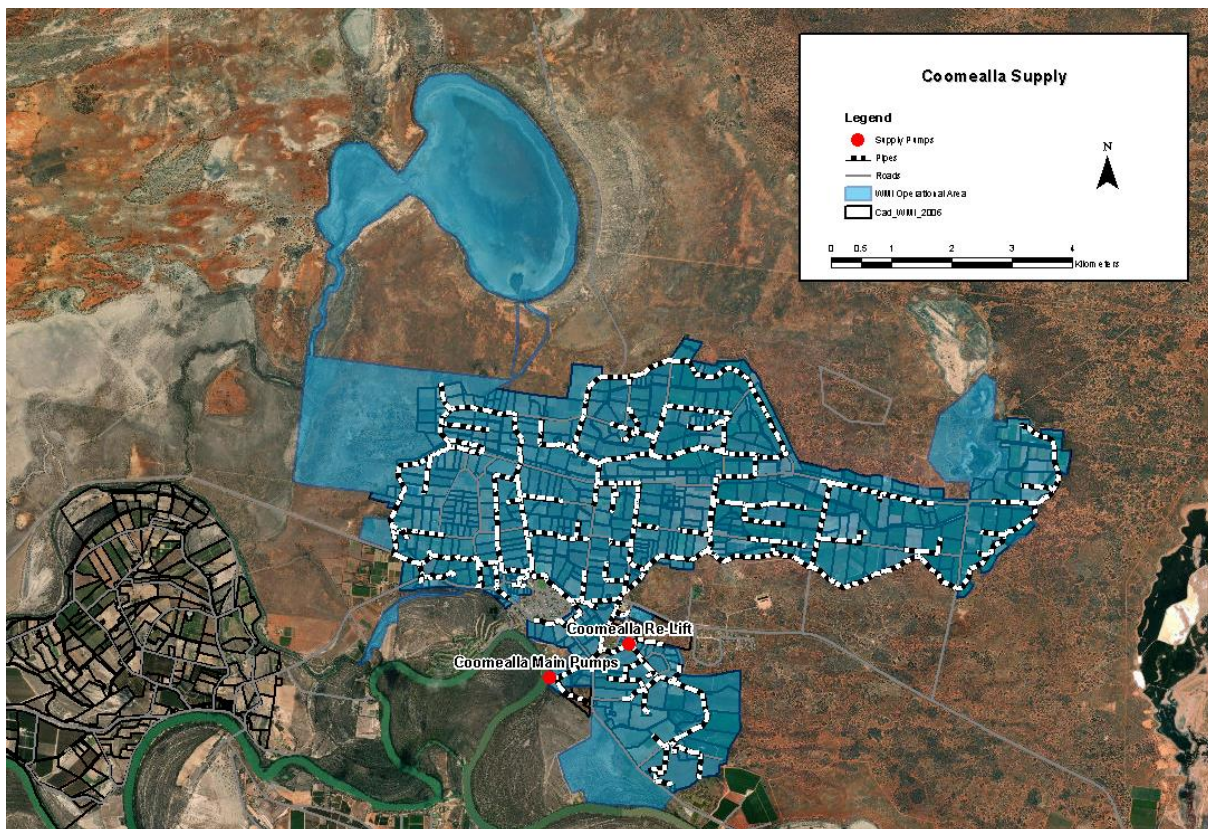 Coomealla Supply
Legend
Supply Pumps
Pipes
Roads
WMI Operational Area
Cad_WMI_2006
N
0 0.5 1 2 3 4
Kilometers
Coomealla Re-Lift
Coomealla Main Pumps